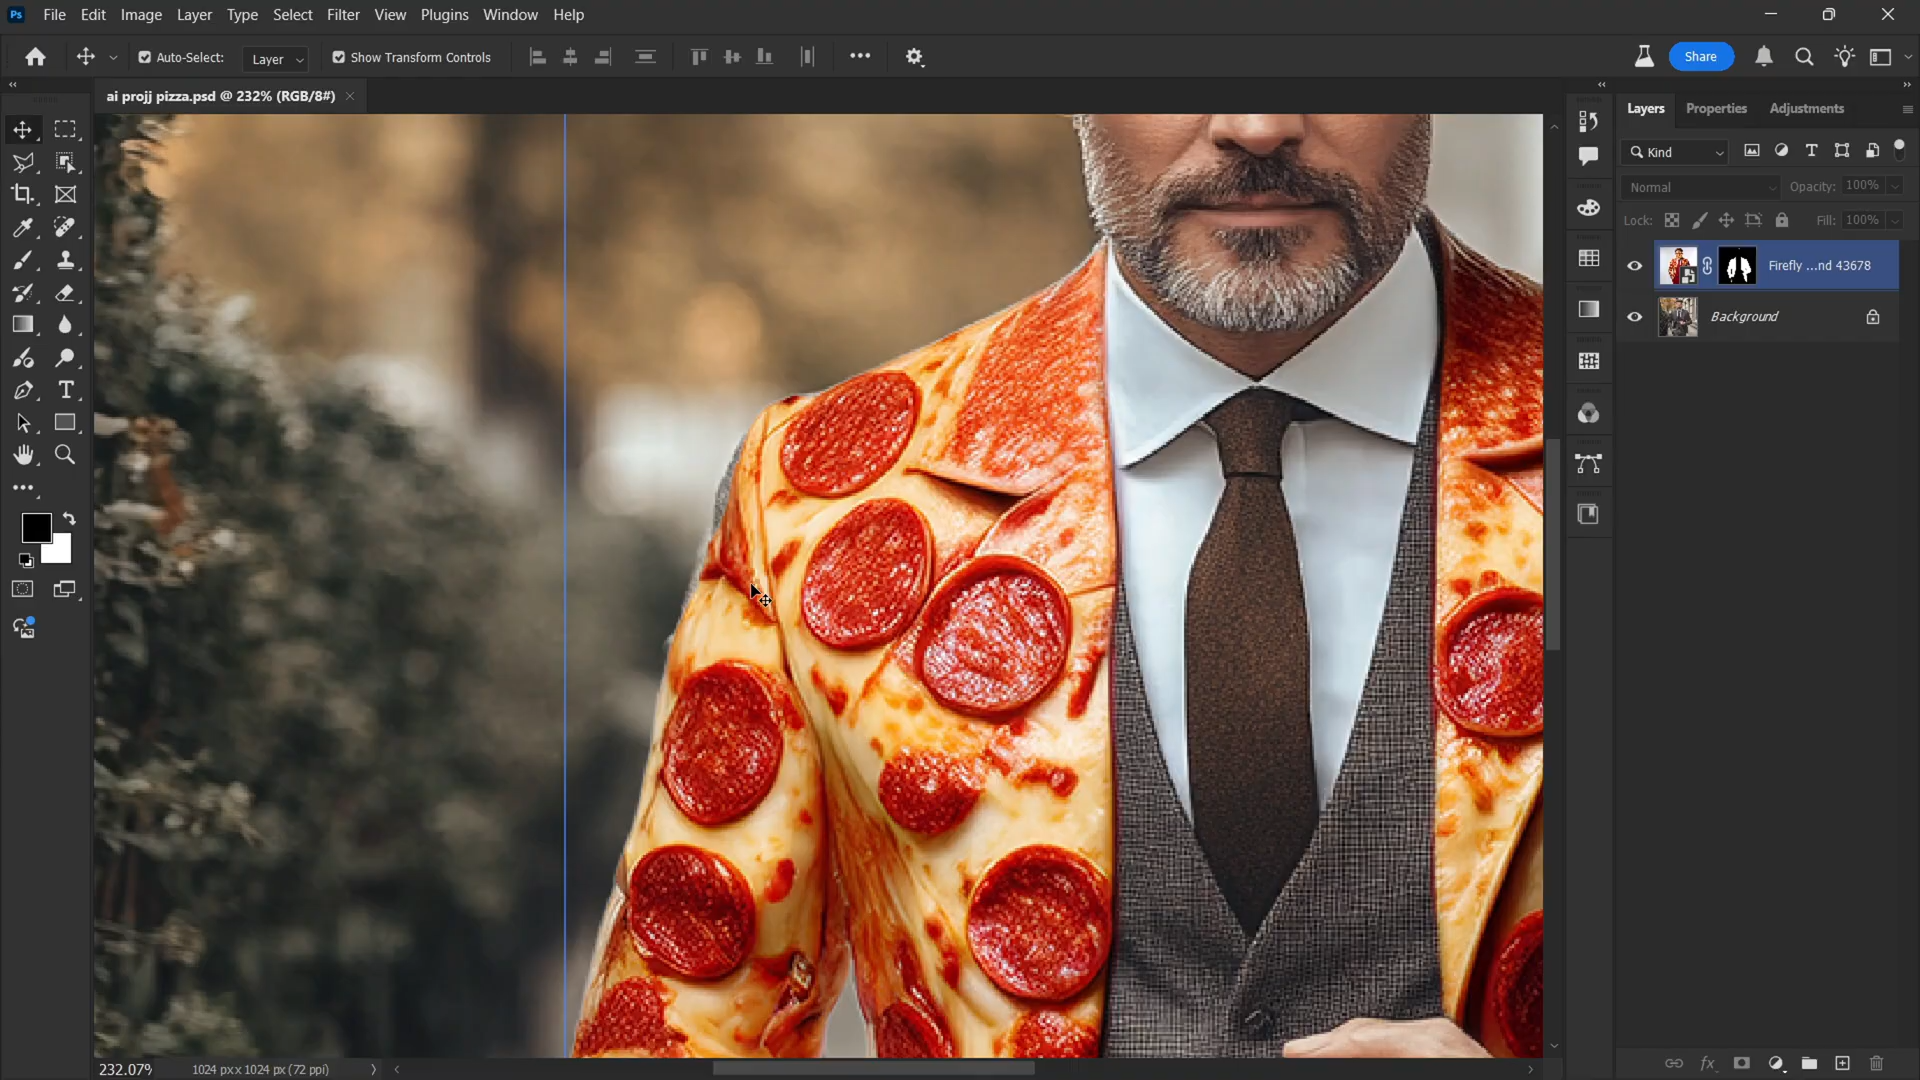 Ps File Edit Image Layer Type Select Filter View Plugins Window Help
Auto-Select: Layer Show Transform Controls Share
ai projj pizza.psd @ 232% (RGB/8#)
Layers Properties Adjustments
Kind
Normal Opacity: 100%
Lock: Fill: 100%
Firefly ...nd 43678
Background
232.07% 1024 px x 1024 px (72 ppi)